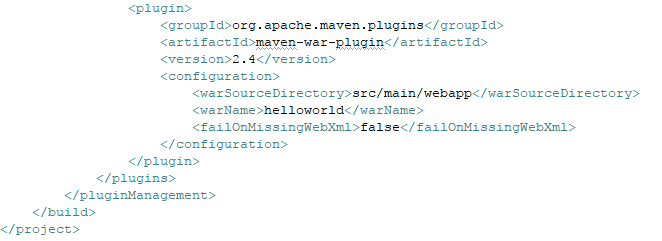 <plugin>
<groupId>org.apache.maven.plugins</groupId>
<artifactId>maven-war-plugin</artifactId>
<version>2.4</version>
<configuration>
<warSourceDirectory>src/main/webapp</warSourceDirectory>
<warName>helloworld</warName>
<failOnMissingWebXml>false</failOnMissingWebXml>
</configuration>
</plugin>
</plugins>
</pluginManagement>
</build>
</project>